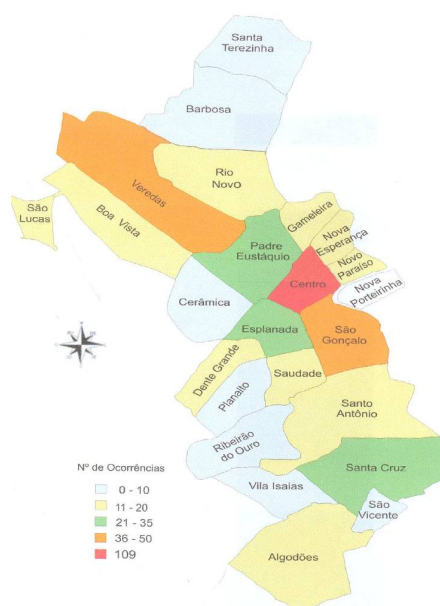 Santa
Terezinha
Barbosa
Rio
Novo
Veredas
São
Lucas
Boa Vista
Gameleira
Nova
Esperança
Novo
Paraíso
Nova
Porteirinha
Padre
Eustáquio
Centro
Cerâmica
Esplanada
São
Gonçalo
Dente Grande
Saudade
Planalto
Santo
Antônio
Ribeirão
do Ouro
Santa Cruz
Vila Isaias
São
Vicente
Algodões
Nº de Ocorrências
0 - 10
11 - 20
21 - 35
36 - 50
109